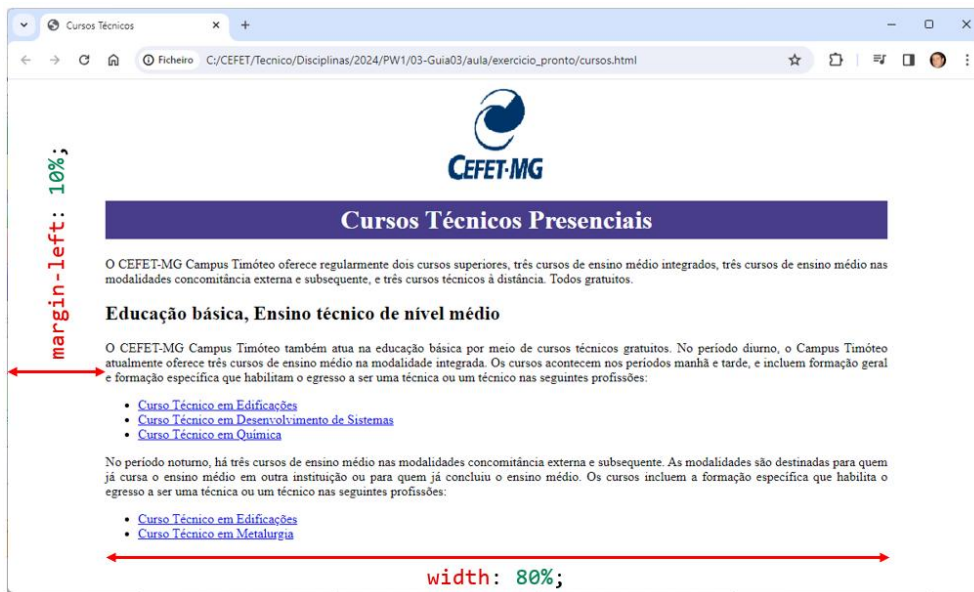 Cursos Técnicos
Ficheiro C:/CEFET/Tecnico/Disciplinas/2024/PW1/03-Guia03/aula/exercicio_pronto/cursos.html
CEFET-MG
margin-left: 10%;
Cursos Técnicos Presenciais
O CEFET-MG Campus Timóteo oferece regularmente dois cursos superiores, três cursos de ensino médio integrados, três cursos de ensino médio nas
modalidades concomitância externa e subsequente, e três cursos técnicos à distância. Todos gratuitos.
Educação básica, Ensino técnico de nível médio
O CEFET-MG Campus Timóteo também atua na educação básica por meio de cursos técnicos gratuitos. No período diurno, o Campus Timóteo
atualmente oferece três cursos de ensino médio na modalidade integrada. Os cursos acontecem nos períodos manhã e tarde, e incluem formação geral
e formação específica que habilitam o egresso a ser uma técnica ou um técnico nas seguintes profissões:
Curso Técnico em Edificações
Curso Técnico em Desenvolvimento de Sistemas
Curso Técnico em Química
No período noturno, há três cursos de ensino médio nas modalidades concomitância externa e subsequente. As modalidades são destinadas para quem
já cursa o ensino médio em outra instituição ou para quem já concluiu o ensino médio. Os cursos incluem a formação específica que habilita o
egresso a ser uma técnica ou um técnico nas seguintes profissões:
Curso Técnico em Edificações
Curso Técnico em Metalurgia
width: 80%;